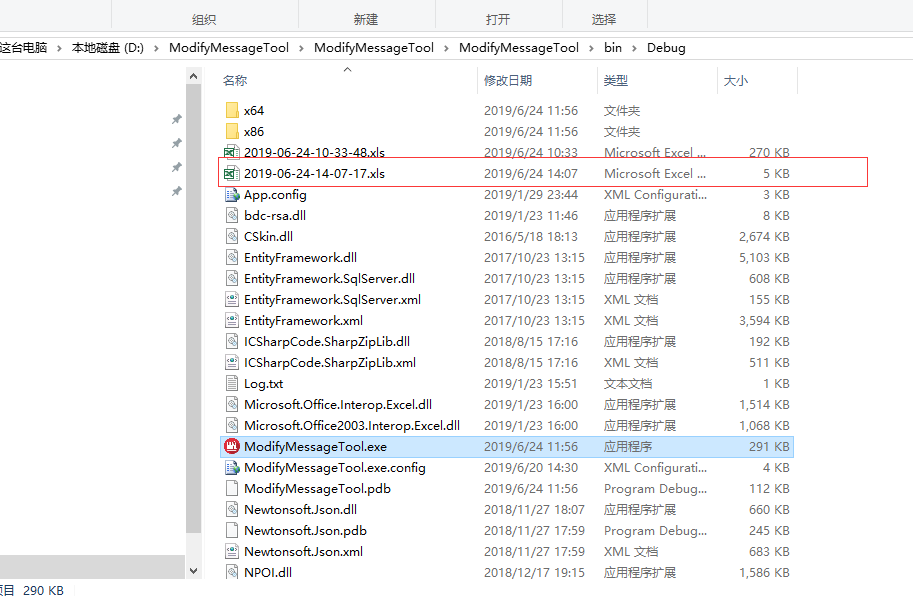 组织 新建 打开 选择
这台电脑 › 本地磁盘 (D:) › ModifyMessageTool › ModifyMessageTool › ModifyMessageTool › bin › Debug
名称 修改日期 类型 大小
x64 2019/6/24 11:56 文件夹
x86 2019/6/24 11:56 文件夹
2019-06-24-10-33-48.xls 2019/6/24 10:33 Microsoft Excel ... 270 KB
2019-06-24-14-07-17.xls 2019/6/24 14:07 Microsoft Excel ... 5 KB
App.config 2019/1/29 23:44 XML Configurati... 3 KB
bdc-rsa.dll 2019/1/23 11:46 应用程序扩展 8 KB
CSkin.dll 2016/5/18 18:13 应用程序扩展 2,674 KB
EntityFramework.dll 2017/10/23 13:15 应用程序扩展 5,103 KB
EntityFramework.SqlServer.dll 2017/10/23 13:15 应用程序扩展 608 KB
EntityFramework.SqlServer.xml 2017/10/23 13:15 XML 文档 155 KB
EntityFramework.xml 2017/10/23 13:15 XML 文档 3,594 KB
ICSharpCode.SharpZipLib.dll 2018/8/15 17:16 应用程序扩展 192 KB
ICSharpCode.SharpZipLib.xml 2018/8/15 17:16 XML 文档 511 KB
Log.txt 2019/1/23 15:51 文本文档 1 KB
Microsoft.Office.Interop.Excel.dll 2019/1/23 16:00 应用程序扩展 1,514 KB
Microsoft.Office2003.Interop.Excel.dll 2019/1/23 16:00 应用程序扩展 1,068 KB
ModifyMessageTool.exe 2019/6/24 11:56 应用程序 291 KB
ModifyMessageTool.exe.config 2019/6/20 14:30 XML Configurati... 4 KB
ModifyMessageTool.pdb 2019/6/24 11:56 Program Debug... 112 KB
Newtonsoft.Json.dll 2018/11/27 18:07 应用程序扩展 660 KB
Newtonsoft.Json.pdb 2018/11/27 17:59 Program Debug... 245 KB
Newtonsoft.Json.xml 2018/11/27 17:59 XML 文档 683 KB
NPOI.dll 2018/12/17 19:15 应用程序扩展 1,586 KB
项目 290 KB